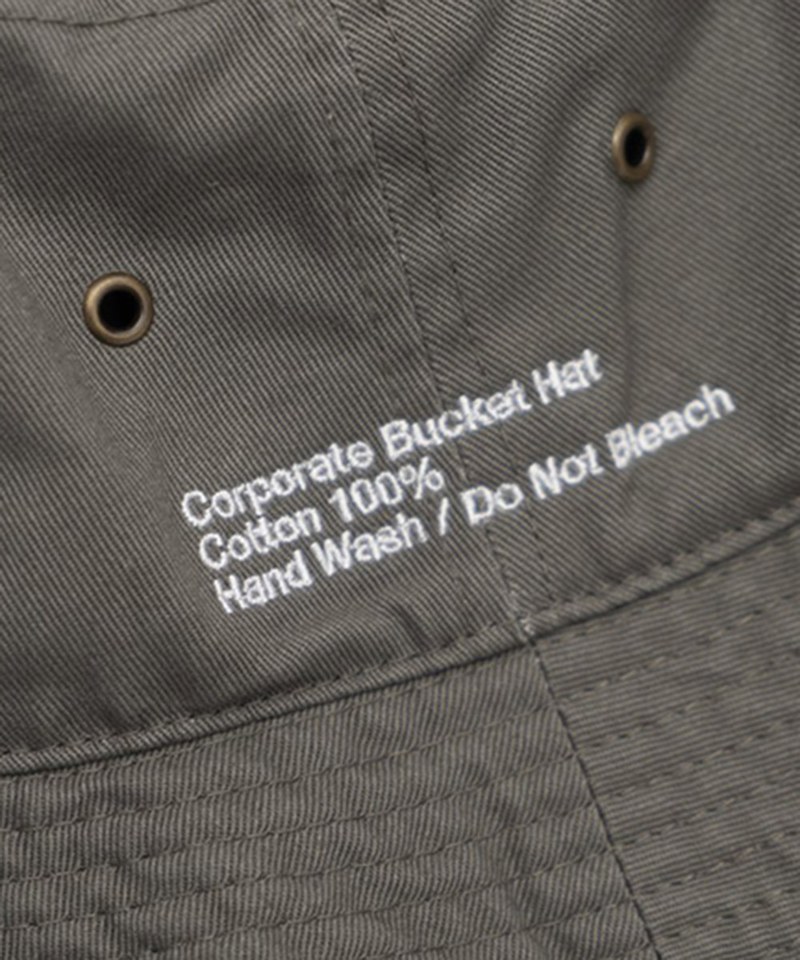 Corporate Bucket Hat
Cotton 100%
Hand Wash / Do Not Bleach